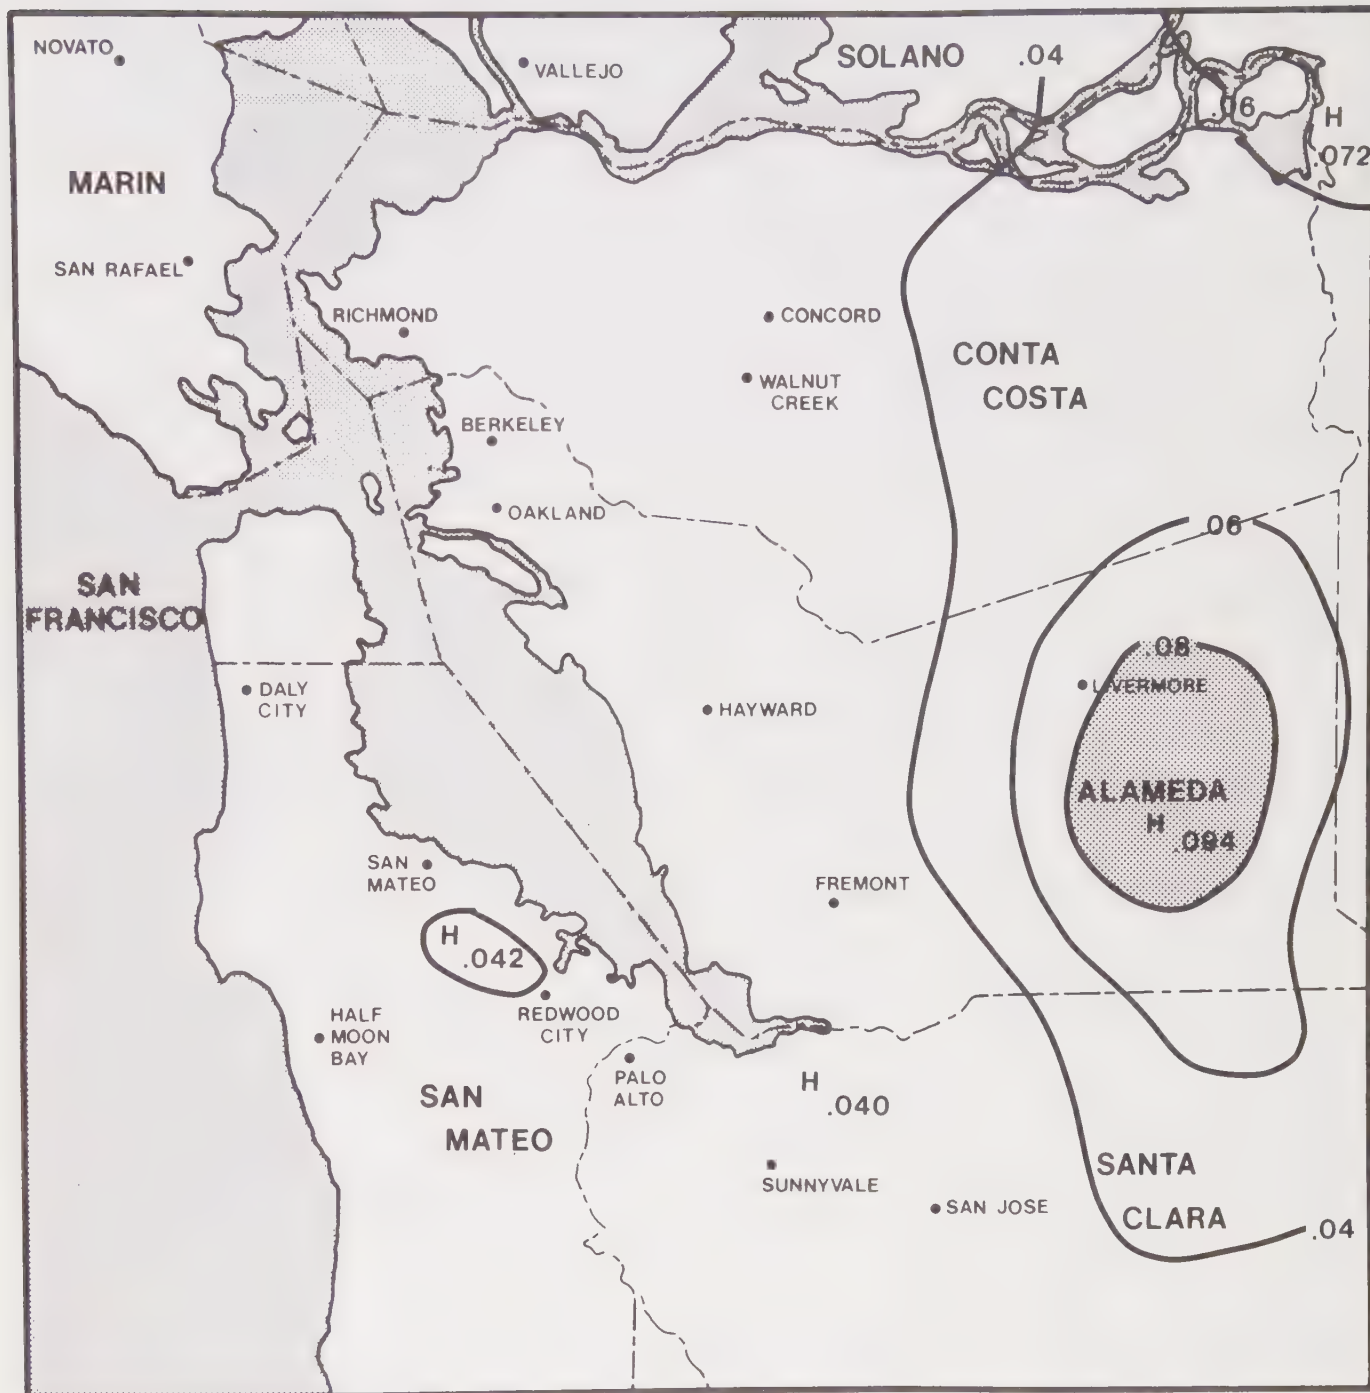 NOVATO
VALLEJO
SOLANO
.04
.06
H
.072
MARIN
SAN RAFAEL
RICHMOND
CONCORD
CONTA
COSTA
WALNUT
CREEK
BERKELEY
OAKLAND
.06
SAN
FRANCISCO
.08
LIVERMORE
DALY
CITY
HAYWARD
ALAMEDA
H
.094
SAN
MATEO
FREMONT
H
.042
REDWOOD
CITY
HALF
MOON
BAY
PALO
ALTO
H
.040
SAN
MATEO
SUNNYVALE
SANTA
CLARA
SAN JOSE
.04